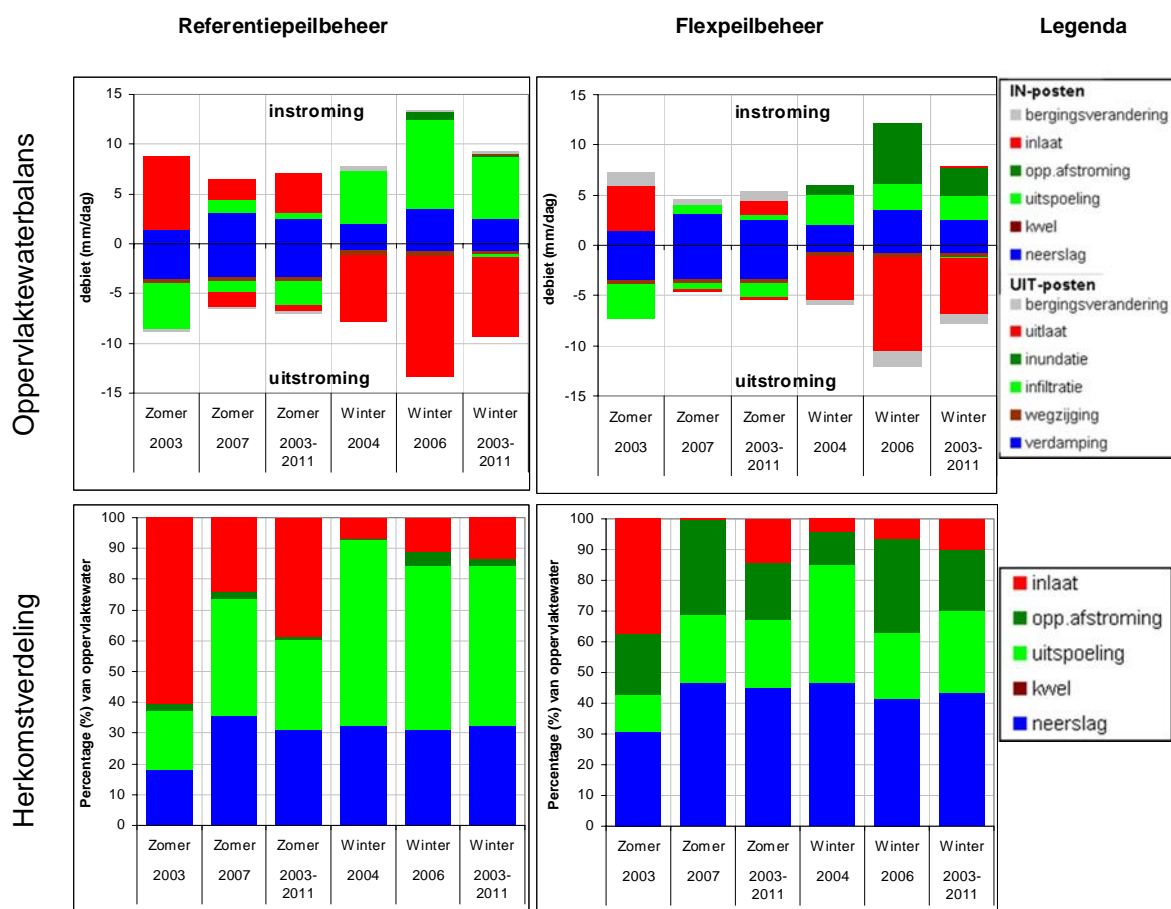 Referentiepeilbeheer
Flexpeilbeheer
Legenda
Oppervlaktewaterbalans
debiet (mm/dag)
15
10
5
0
-5
-10
-15
instroming
uitstroming
Zomer Zomer Zomer Winter Winter Winter
2003 2007 2003- 2004 2006 2003-
2011 2011
debiet (mm/dag)
15
10
5
0
-5
-10
-15
instroming
uitstroming
Zomer Zomer Zomer Winter Winter Winter
2003 2007 2003- 2004 2006 2003-
2011 2011
IN-posten
bergingsverandering
inlaat
opp.afstroming
uitspoeling
kwel
neerslag
UIT-posten
bergingsverandering
uitlaat
inundatie
infiltratie
wegzijging
verdamping
Herkomstverdeling
Percentage (%) van oppervlaktewater
100
90
80
70
60
50
40
30
20
10
0
Zomer Zomer Zomer Winter Winter Winter
2003 2007 2003- 2004 2006 2003-
2011 2011
Percentage (%) van oppervlaktewater
100
90
80
70
60
50
40
30
20
10
0
Zomer Zomer Zomer Winter Winter Winter
2003 2007 2003- 2004 2006 2003-
2011 2011
inlaat
opp.afstroming
uitspoeling
kwel
neerslag